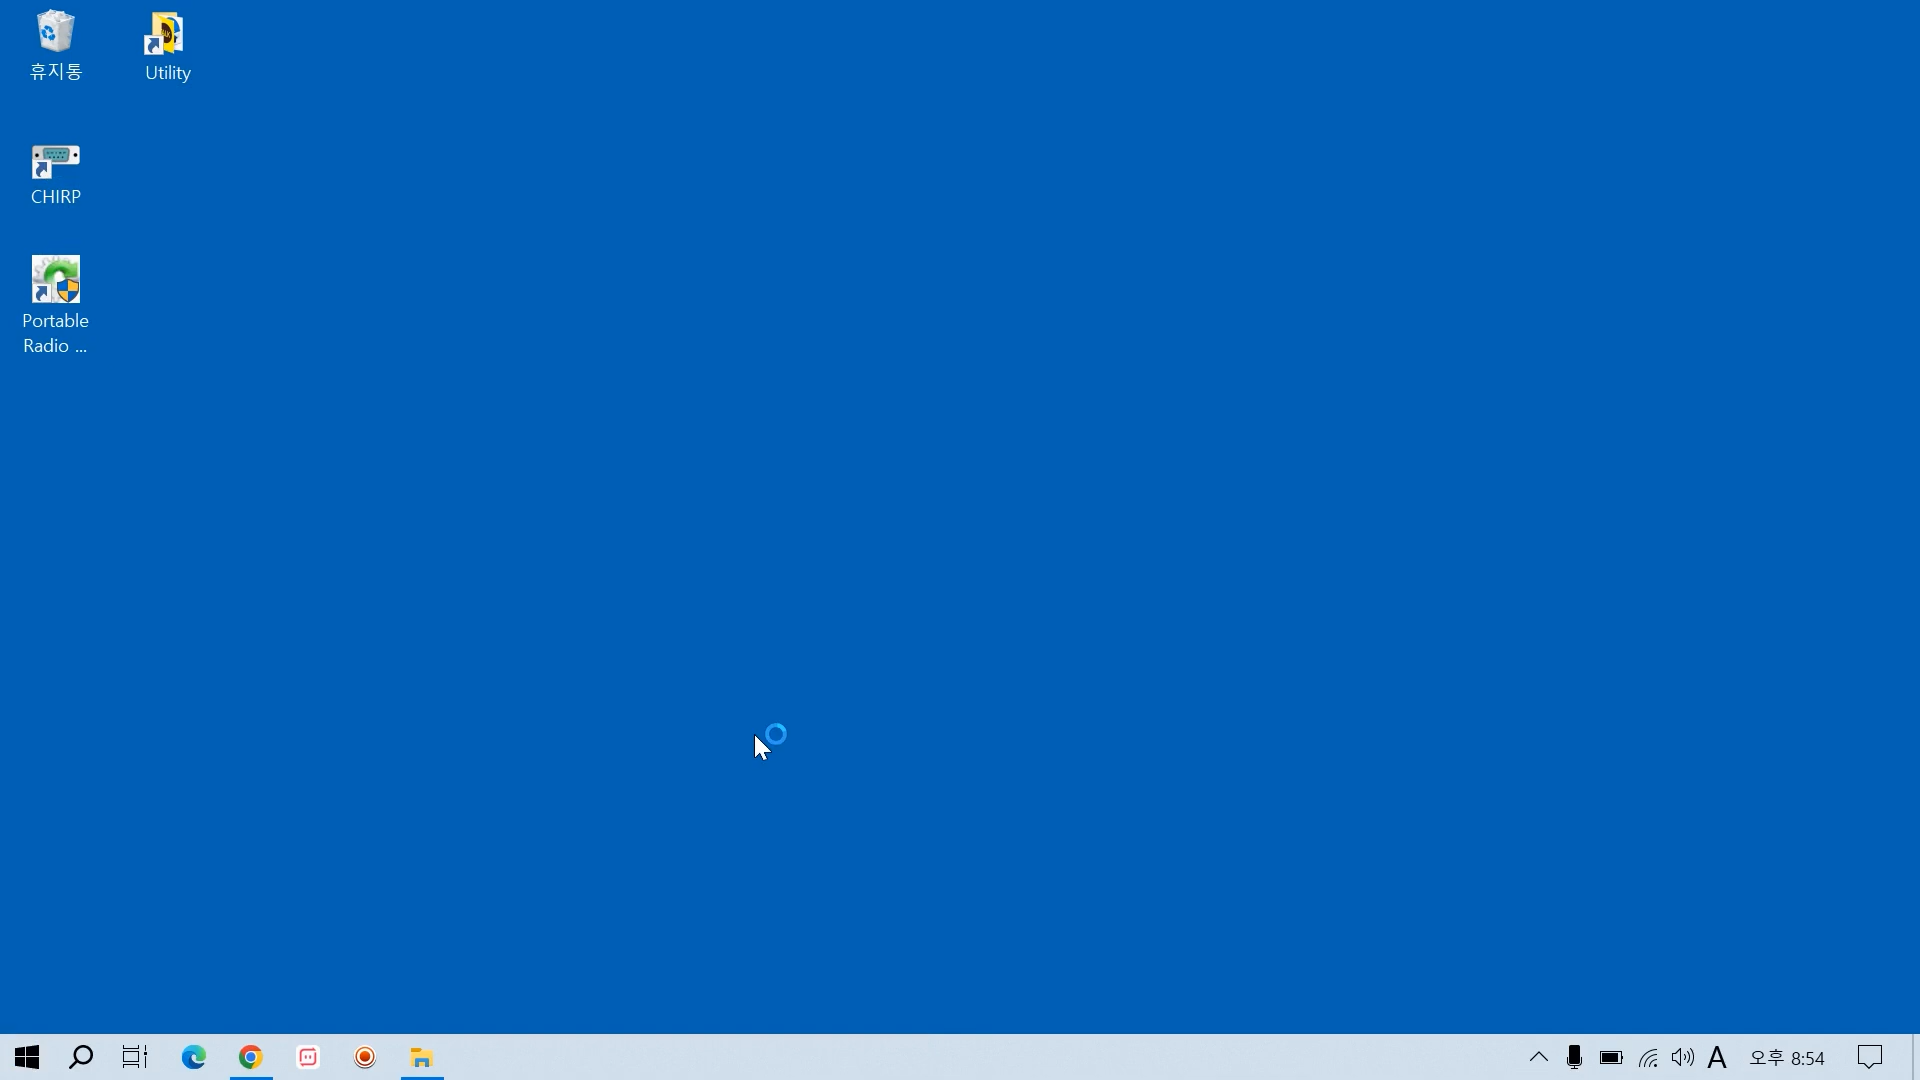 휴지통
Utility
CHIRP
Portable
Radio ...
A
오후 8:54